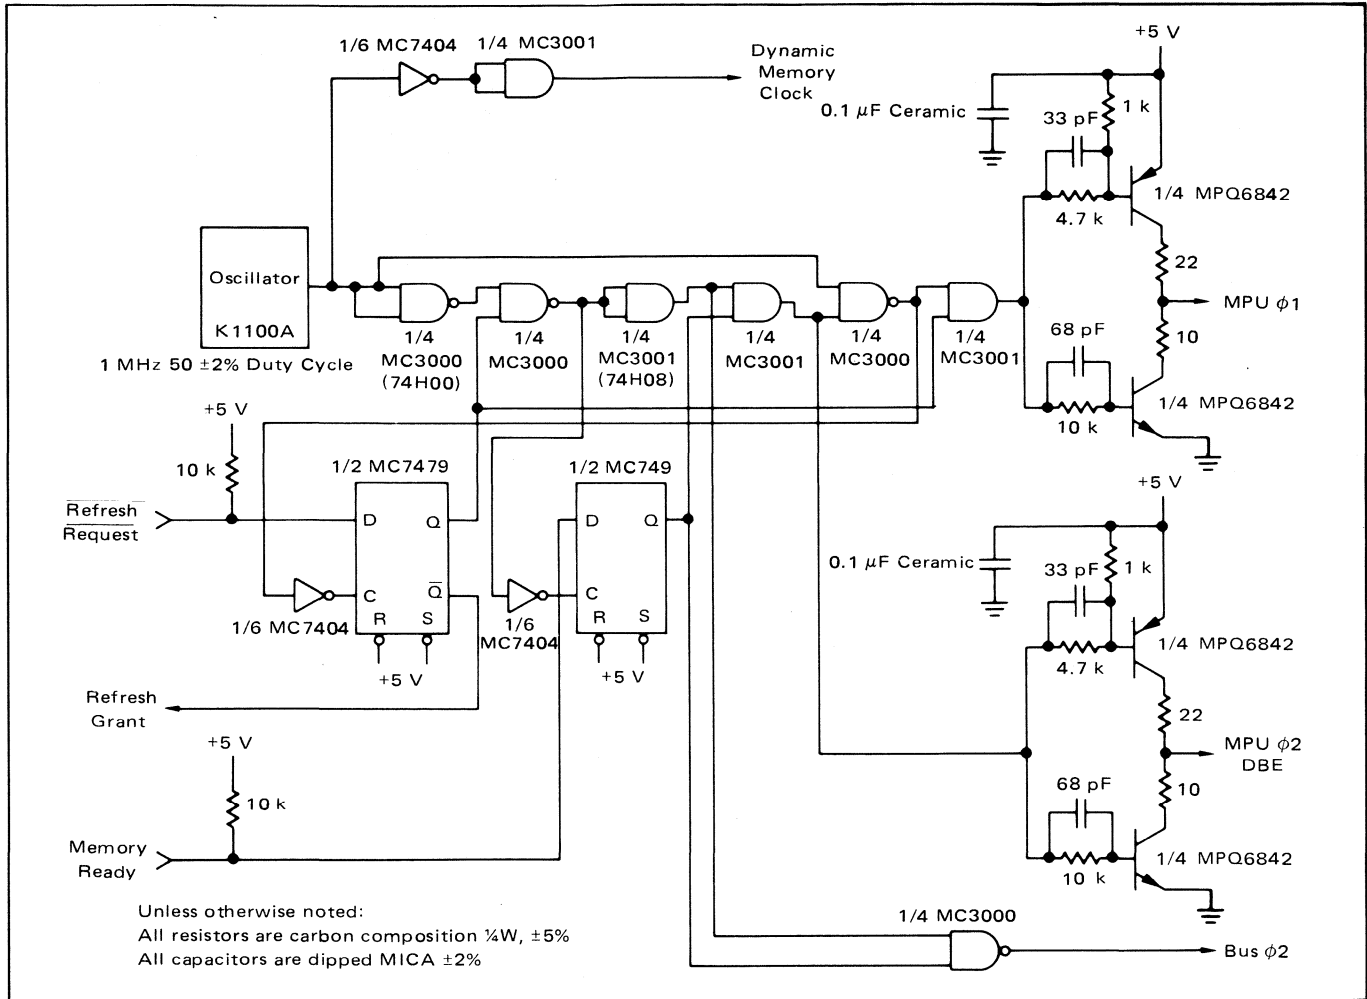 1/6 MC7404
1/4 MC3001
Dynamic
Memory
Clock
+5 V
0.1 μF Ceramic
1 k
33 pF
4.7 k
1/4 MPQ6842
22
MPU ϕ1
10
68 pF
10 k
1/4 MPQ6842
Oscillator
K1100A
1 MHz 50 ±2% Duty Cycle
1/4
MC3000
(74H00)
1/4
MC3000
1/4
MC3001
(74H08)
1/4
MC3001
1/4
MC3000
1/4
MC3001
+5 V
10 k
Refresh
Request
1/2 MC7479
D
Q
C
Q
R
S
+5 V
1/6 MC7404
1/2 MC749
D
Q
C
R
S
+5 V
1/6
MC7404
Refresh
Grant
+5 V
10 k
Memory
Ready
+5 V
0.1 μF Ceramic
1 k
33 pF
4.7 k
1/4 MPQ6842
22
MPU ϕ2
DBE
10
68 pF
10 k
1/4 MPQ6842
1/4 MC3000
Bus ϕ2
Unless otherwise noted:
All resistors are carbon composition ¼W, ±5%
All capacitors are dipped MICA ±2%